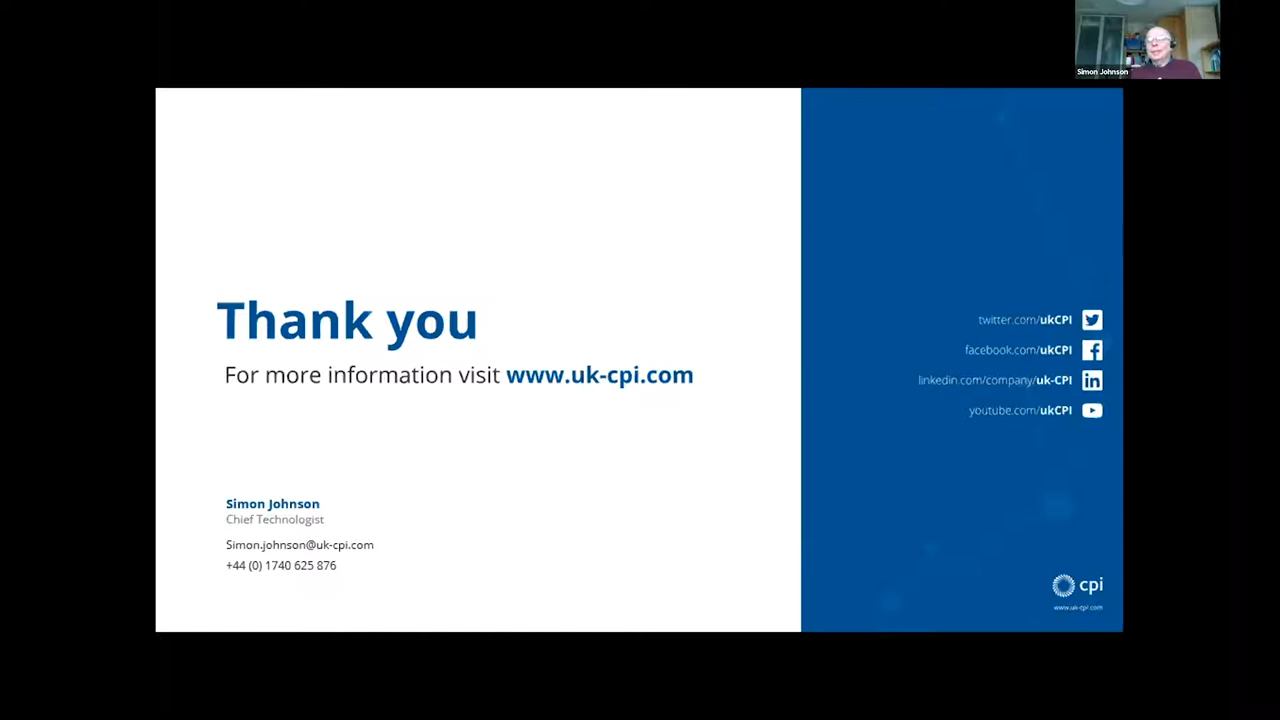 Simon Johnson
Thank you
For more information visit www.uk-cpi.com
twitter.com/ukCPI
facebook.com/ukCPI
linkedin.com/company/uk-CPI
youtube.com/ukCPI
Simon Johnson
Chief Technologist
Simon.johnson@uk-cpi.com
+44 (0) 1740 625 876
cpi
www.uk-cpi.com